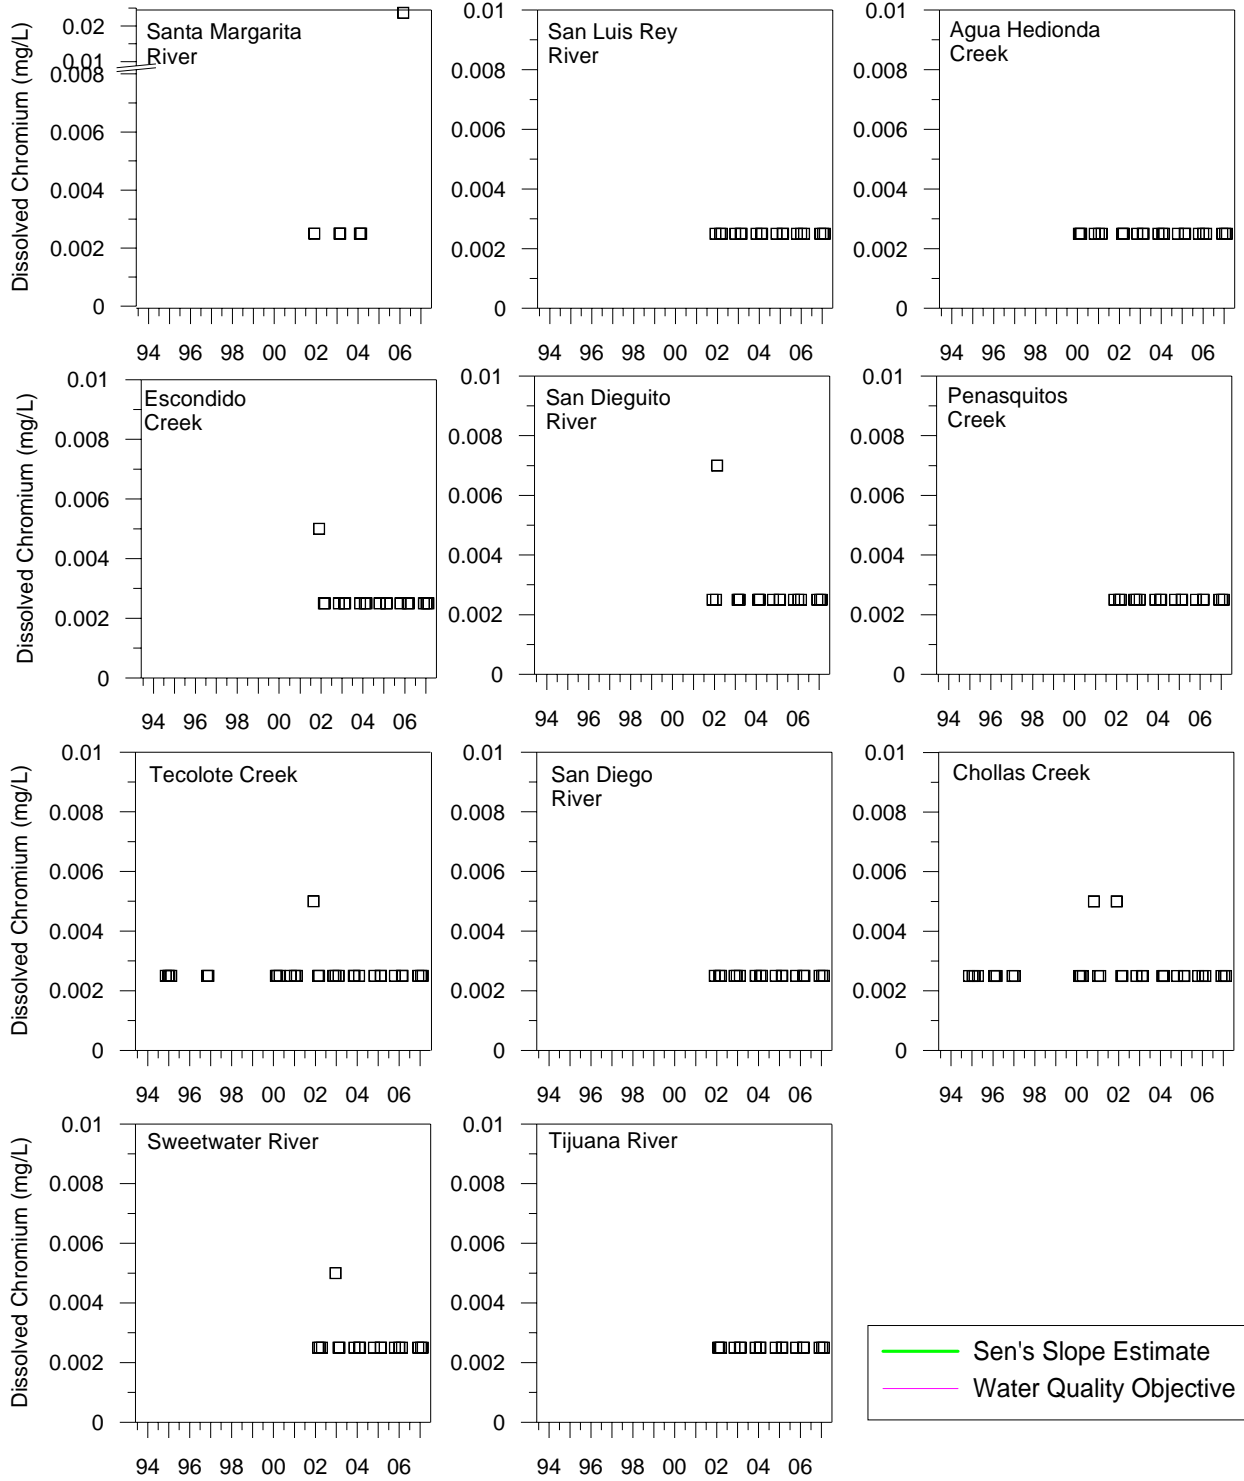 Dissolved Chromium (mg/L)
0.02
0.01
0.008
0.006
0.004
0.002
0
Santa Margarita
River
94 96 98 00 02 04 06
0.01
0.008
0.006
0.004
0.002
0
San Luis Rey
River
94 96 98 00 02 04 06
0.01
0.008
0.006
0.004
0.002
0
Agua Hedionda
Creek
94 96 98 00 02 04 06
Dissolved Chromium (mg/L)
0.01
0.008
0.006
0.004
0.002
0
Escondido
Creek
94 96 98 00 02 04 06
0.01
0.008
0.006
0.004
0.002
0
San Dieguito
River
94 96 98 00 02 04 06
0.01
0.008
0.006
0.004
0.002
0
Penasquitos
Creek
94 96 98 00 02 04 06
Dissolved Chromium (mg/L)
0.01
0.008
0.006
0.004
0.002
0
Tecolote Creek
94 96 98 00 02 04 06
0.01
0.008
0.006
0.004
0.002
0
San Diego
River
94 96 98 00 02 04 06
0.01
0.008
0.006
0.004
0.002
0
Chollas Creek
94 96 98 00 02 04 06
Dissolved Chromium (mg/L)
0.01
0.008
0.006
0.004
0.002
0
Sweetwater River
94 96 98 00 02 04 06
0.01
0.008
0.006
0.004
0.002
0
Tijuana River
94 96 98 00 02 04 06
Sen's Slope Estimate
Water Quality Objective